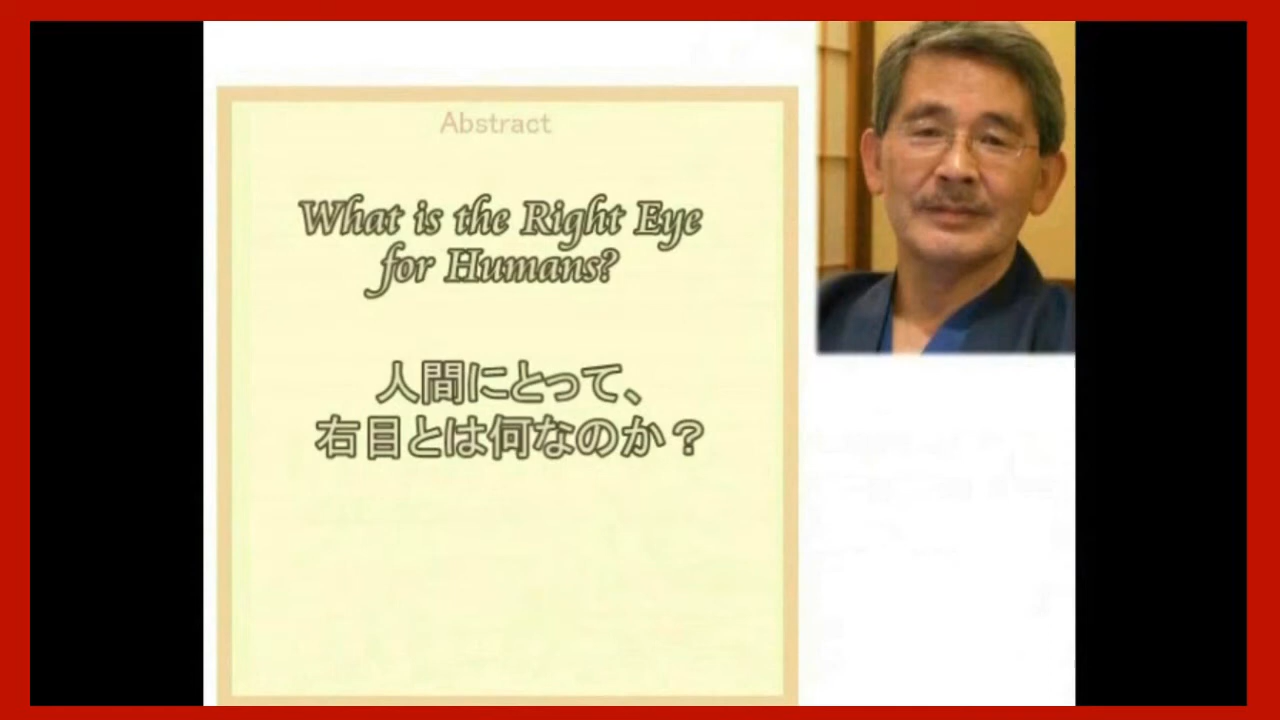 Abstract
What is the Right Eye
for Humans?
人間にとって、
右目とは何なのか？